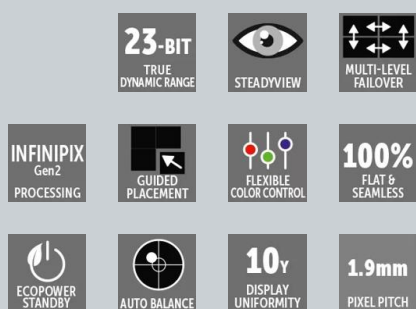 23-BIT
TRUE
DYNAMIC RANGE
STEADYVIEW
MULTI-LEVEL
FAILOVER
INFINIPIX
Gen2
PROCESSING
GUIDED
PLACEMENT
FLEXIBLE
COLOR CONTROL
100%
FLAT &
SEAMLESS
ECOPOWER
STANDBY
AUTO BALANCE
10Y
DISPLAY
UNIFORMITY
1.9mm
PIXEL PITCH